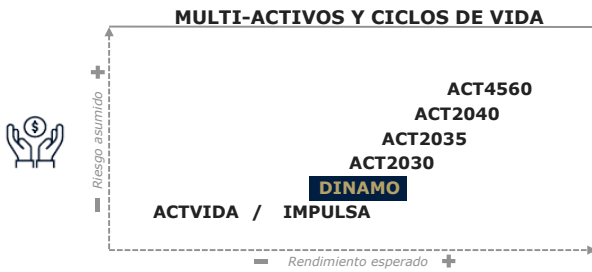 MULTI-ACTIVOS Y CICLOS DE VIDA
+
Riesgo asumido
-
$
ACT4560
ACT2040
ACT2035
ACT2030
DINAMO
ACTVIDA / IMPULSA
- Rendimiento esperado +